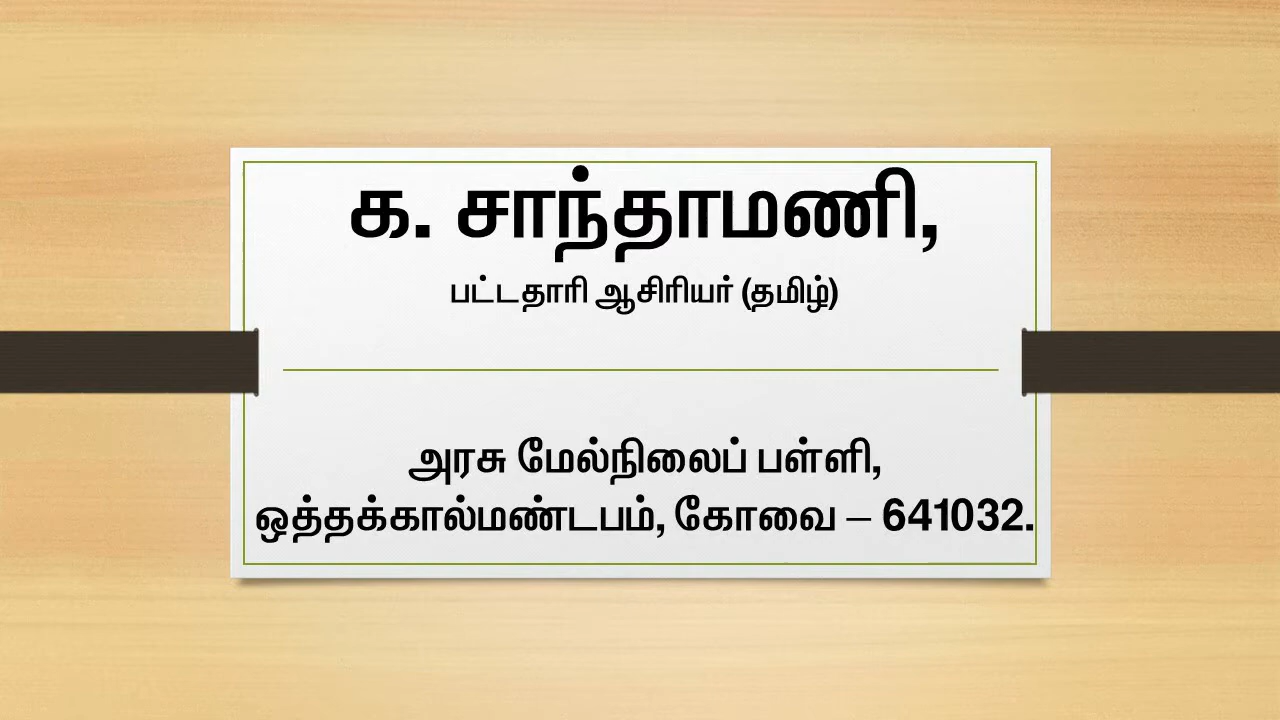 க. சாந்தாமணி,
பட்டதாரி ஆசிரியர் (தமிழ்)
அரசு மேல்நிலைப் பள்ளி,
ஒத்தக்கால்மண்டபம், கோவை – 641032.